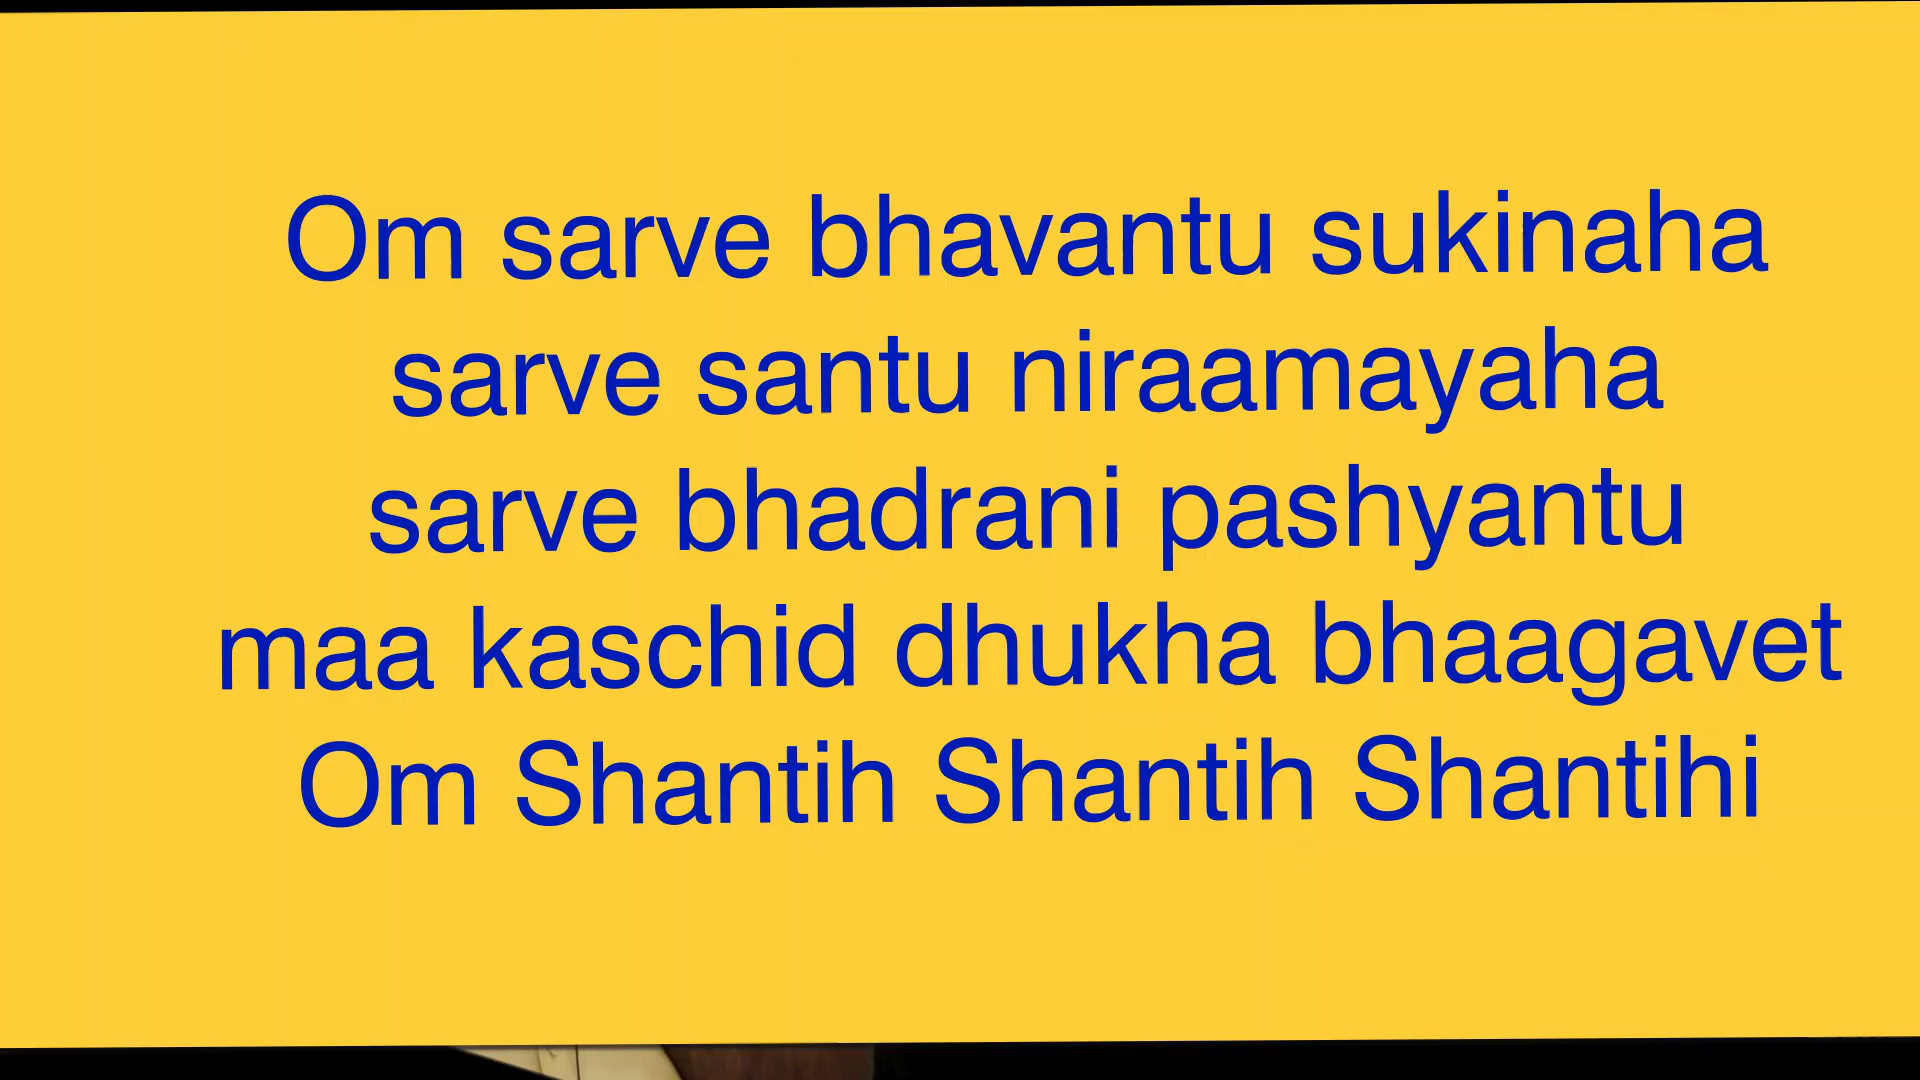 Om sarve bhavantu sukinaha
sarve santu niraamayaha
sarve bhadrani pashyantu
maa kaschid dhukha bhaagavet
Om Shantih Shantih Shantihi